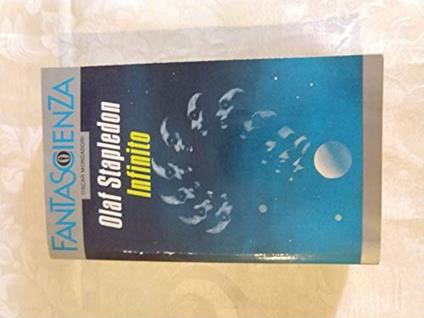 FANTASCIENZA
OSCAR MONDADORI
Olaf Stapledon
Infinito